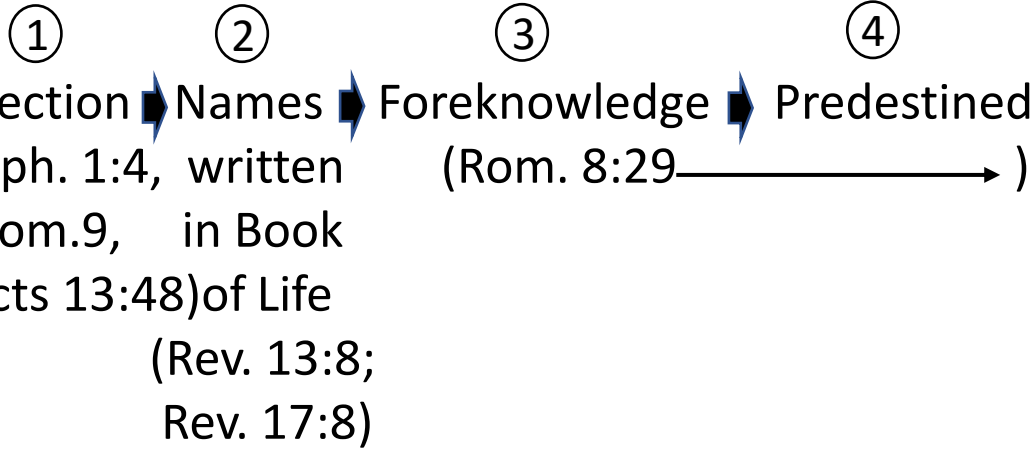 ① ② ③ ④
ection Names Foreknowledge Predestined
ph. 1:4, written (Rom. 8:29 )
om.9, in Book
cts 13:48) of Life
(Rev. 13:8;
Rev. 17:8)